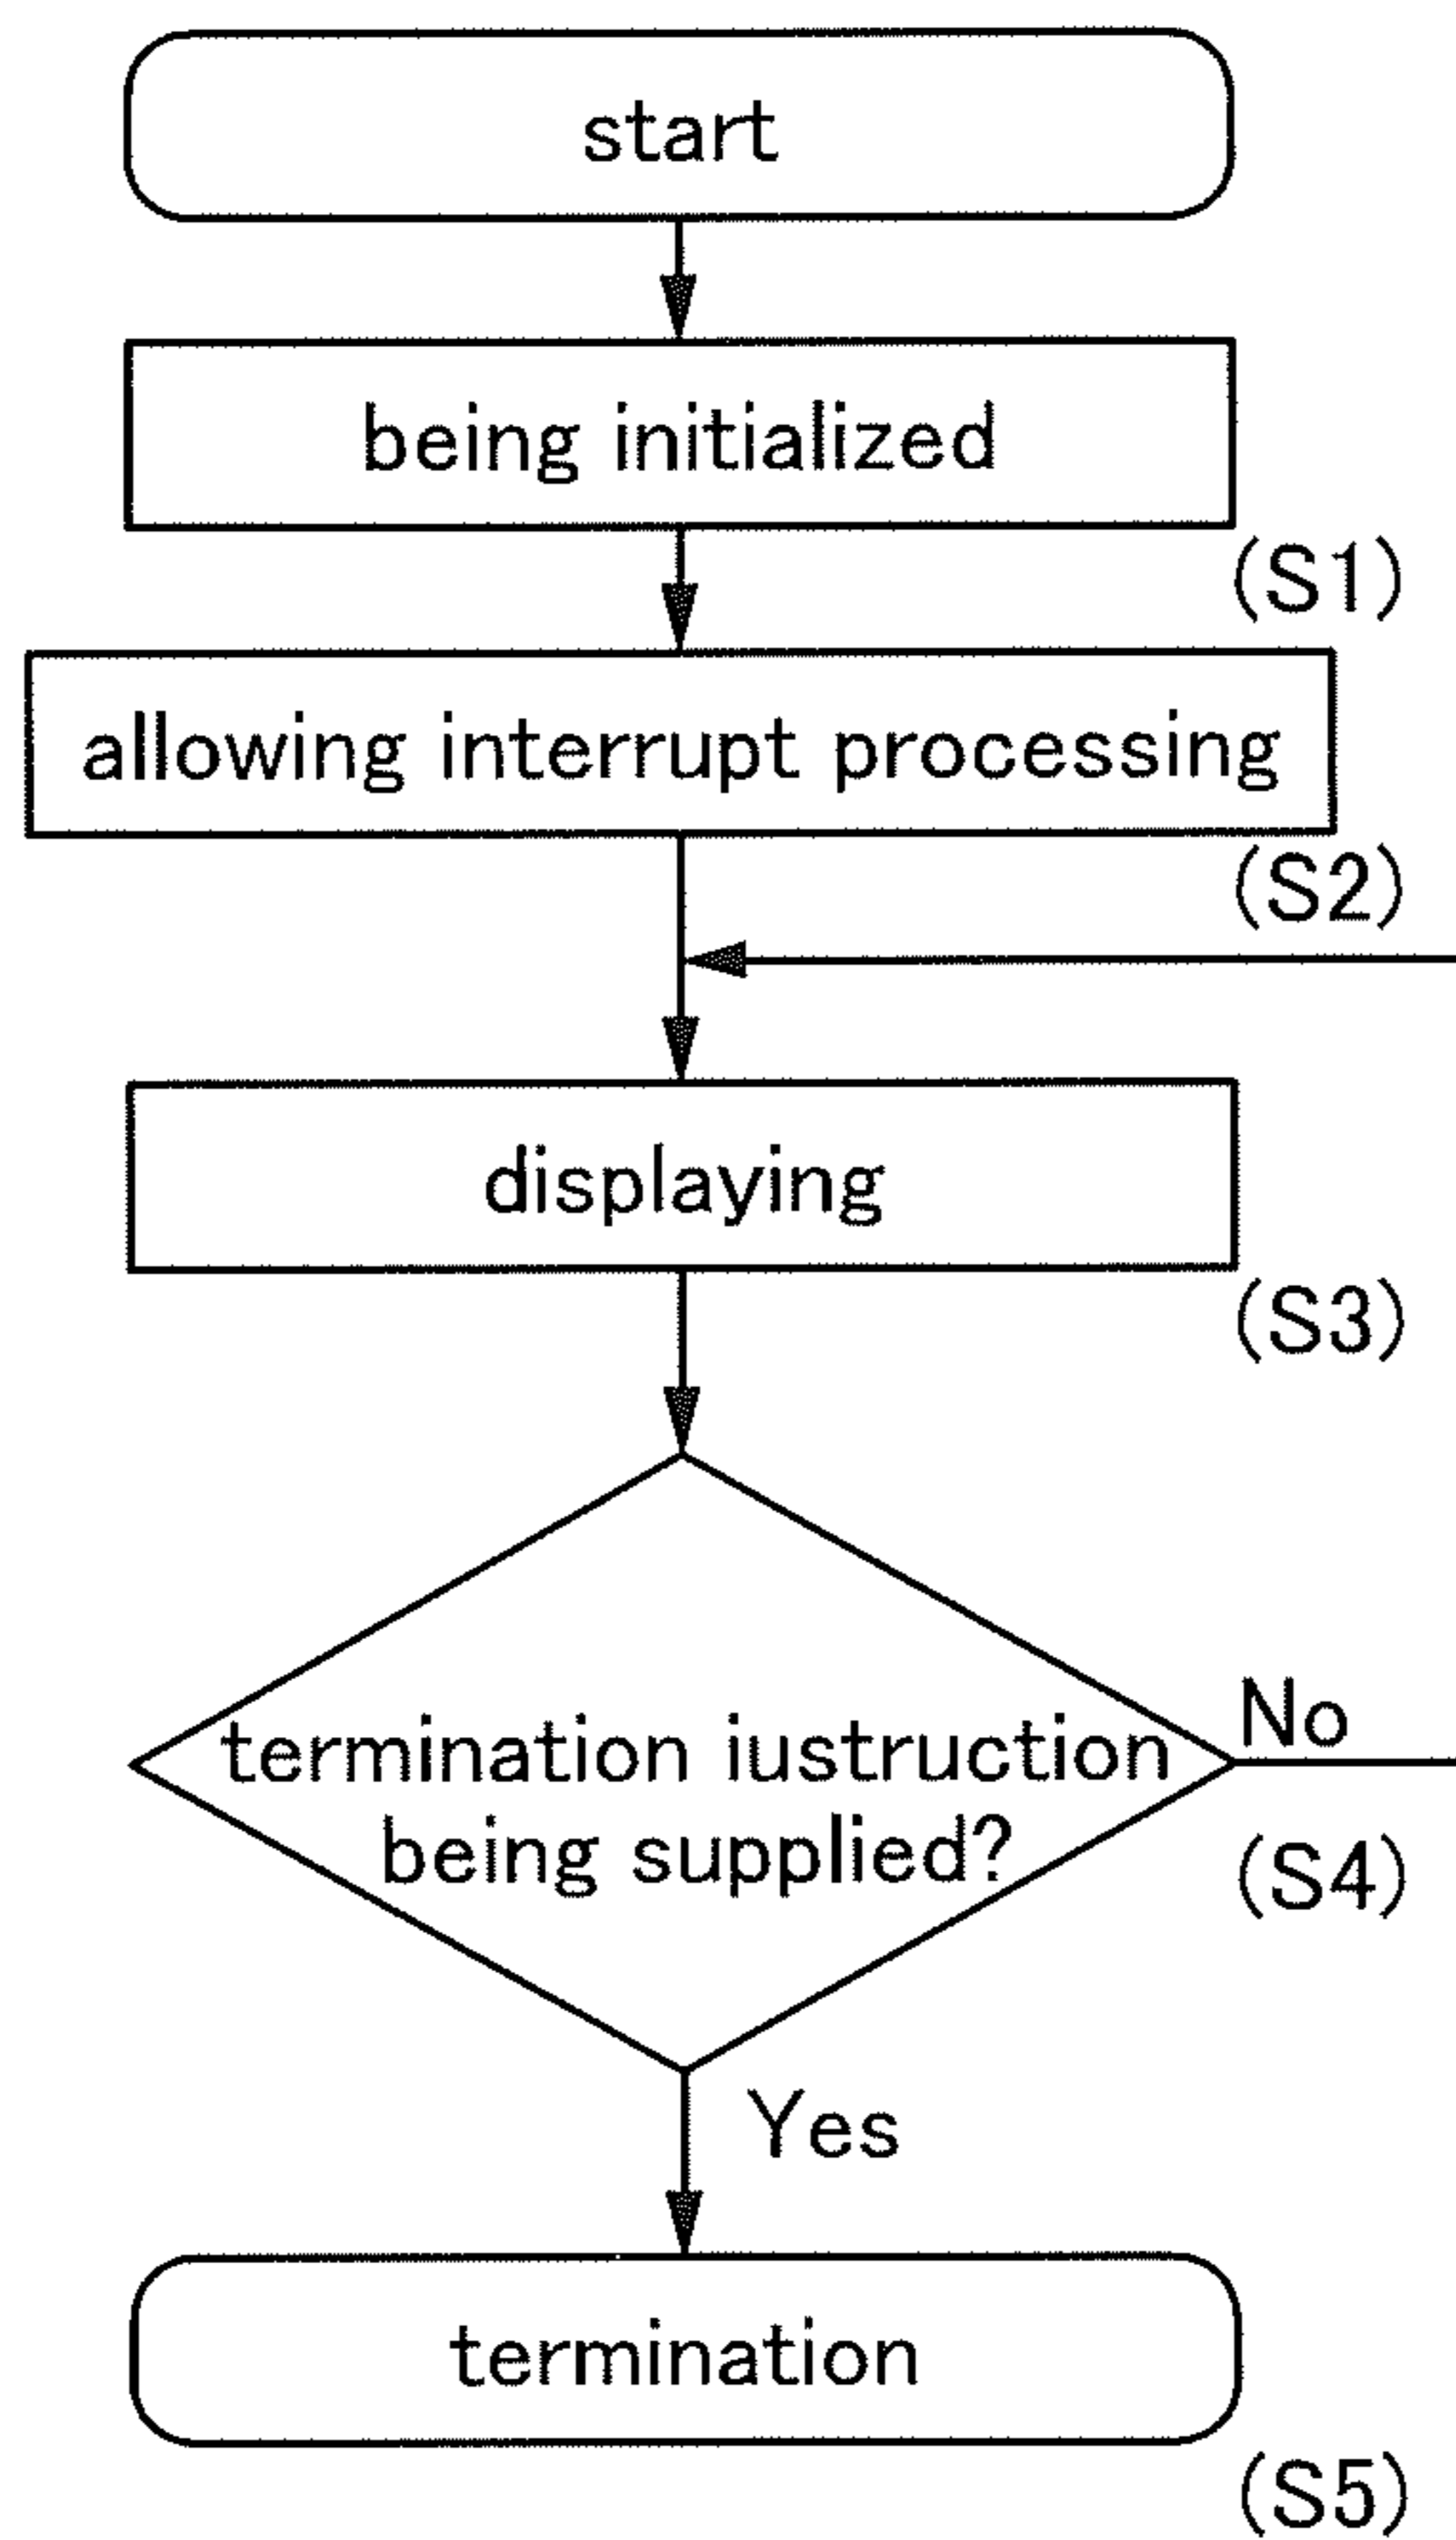 start
being initialized
(S1)
allowing interrupt processing
(S2)
displaying
(S3)
termination iustruction
being supplied?
No
(S4)
Yes
termination
(S5)